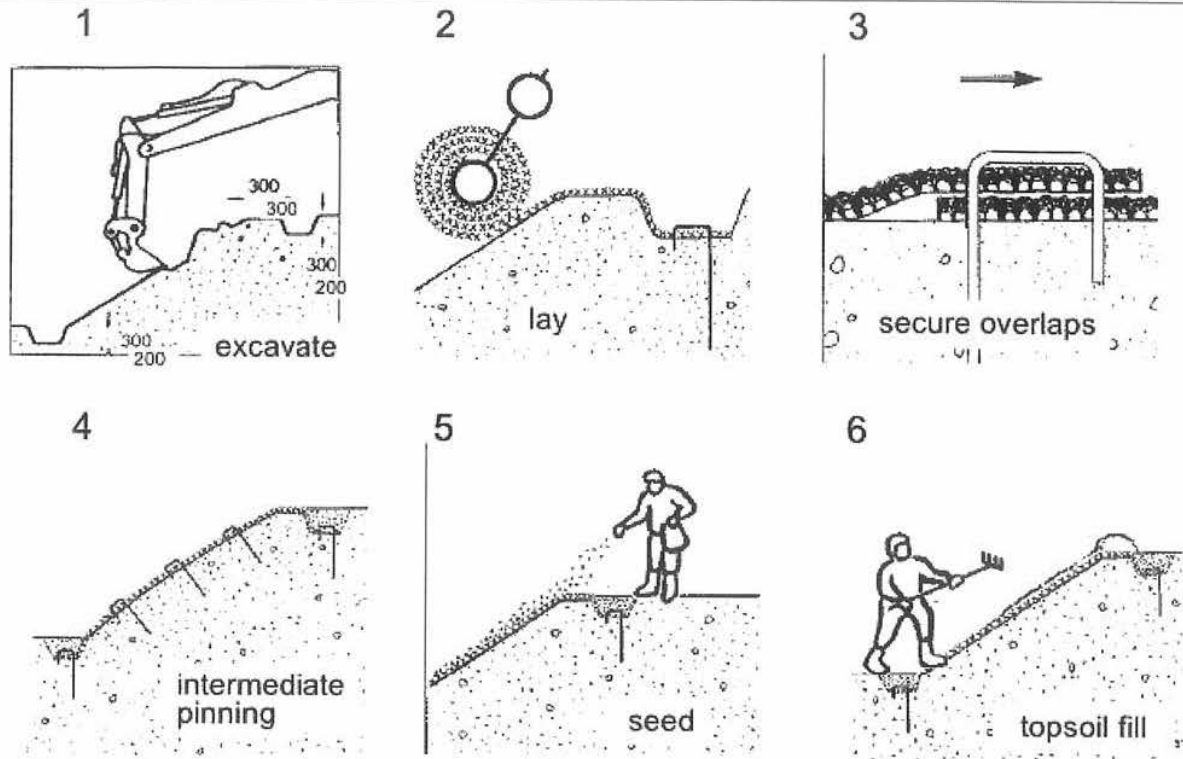 1
2
3
300
300
300
200
300
200
excavate
lay
secure overlaps
4
5
6
intermediate
pinning
seed
topsoil fill